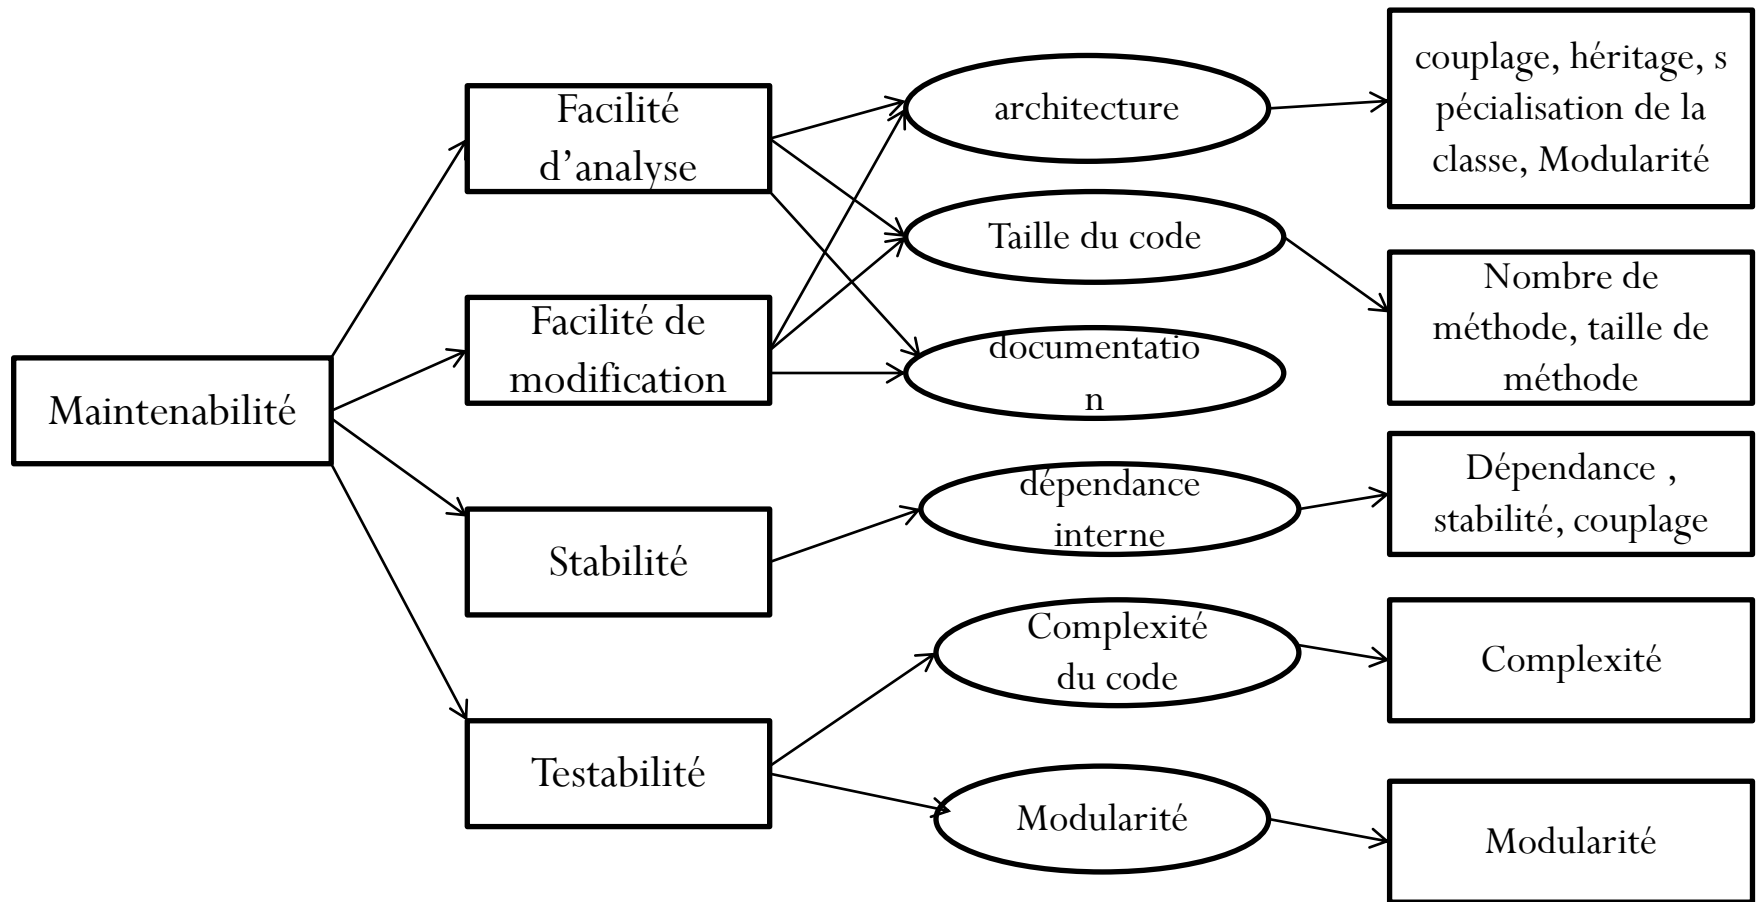 Maintenabilité
Facilité
d’analyse
Facilité de
modification
Stabilité
Testabilité
architecture
Taille du code
documentatio
n
dépendance
interne
Complexité
du code
Modularité
couplage, héritage, s
pécialisation de la
classe, Modularité
Nombre de
méthode, taille de
méthode
Dépendance ,
stabilité, couplage
Complexité
Modularité